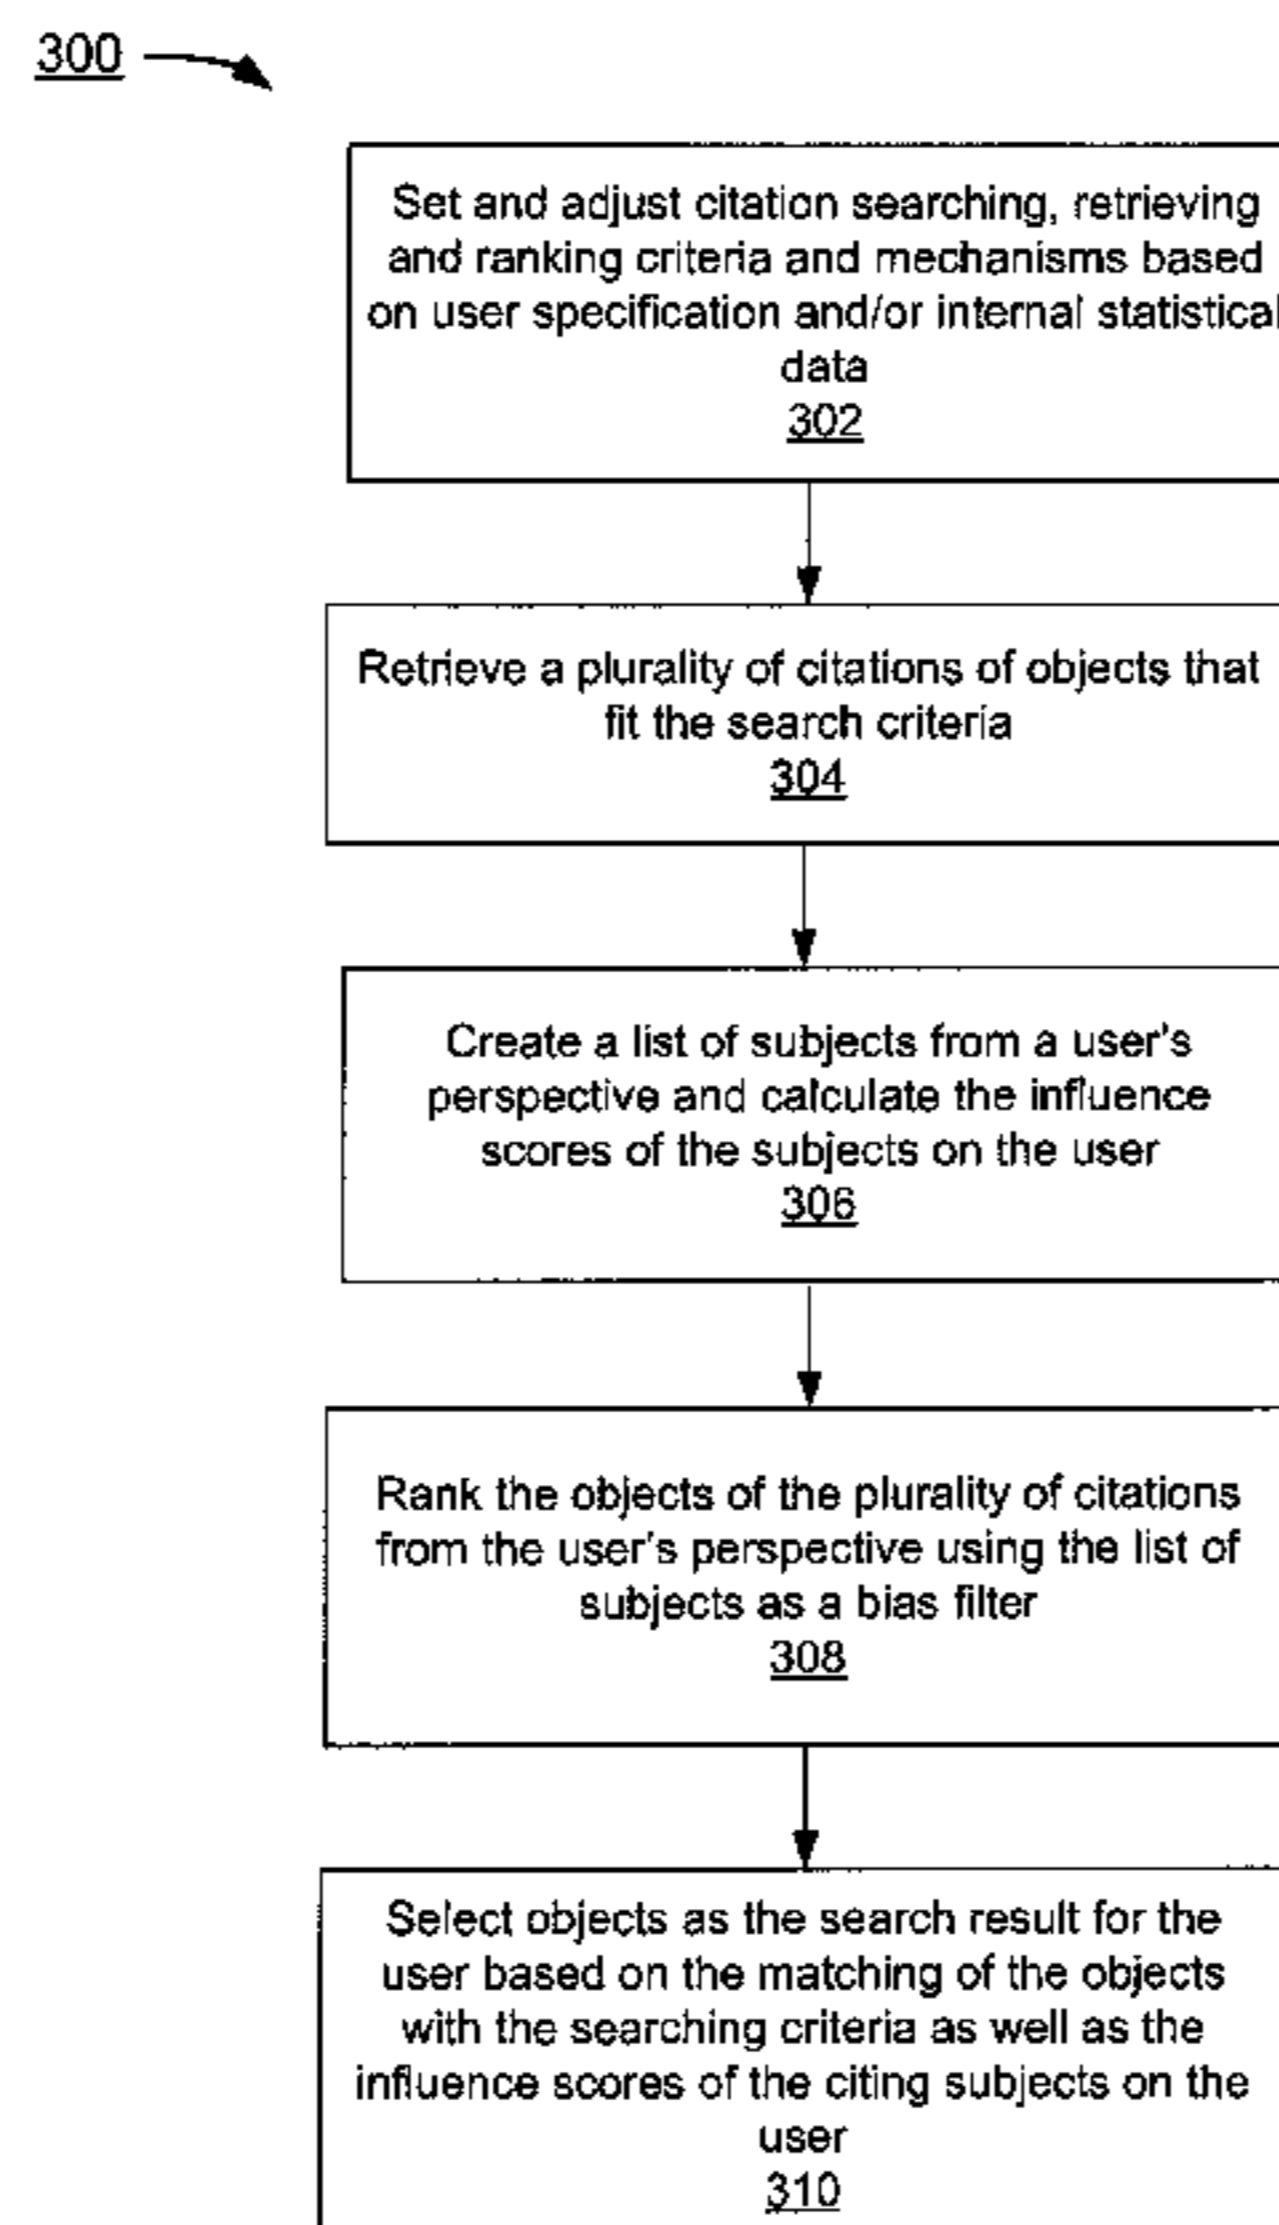 300
Set and adjust citation searching, retrieving
and ranking criteria and mechanisms based
on user specification and/or internal statistical
data
302
Retrieve a plurality of citations of objects that
fit the search criteria
304
Create a list of subjects from a user's
perspective and calculate the influence
scores of the subjects on the user
306
Rank the objects of the plurality of citations
from the user's perspective using the list of
subjects as a bias filter
308
Select objects as the search result for the
user based on the matching of the objects
with the searching criteria as well as the
influence scores of the citing subjects on the
user
310